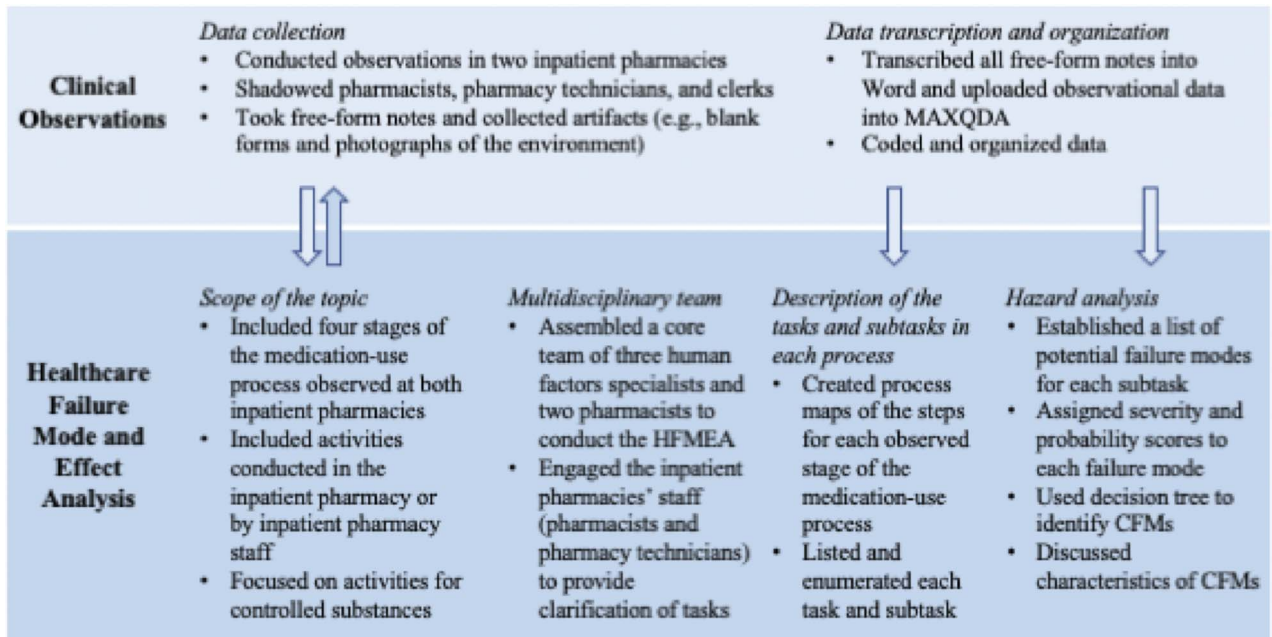 Clinical
Observations
Data collection
• Conducted observations in two inpatient pharmacies
• Shadowed pharmacists, pharmacy technicians, and clerks
• Took free-form notes and collected artifacts (e.g., blank
forms and photographs of the environment)
Data transcription and organization
• Transcribed all free-form notes into
Word and uploaded observational data
into MAXQDA
• Coded and organized data
Healthcare
Failure
Mode and
Effect
Analysis
Scope of the topic
• Included four stages of
the medication-use
process observed at both
inpatient pharmacies
• Included activities
conducted in the
inpatient pharmacy or
by inpatient pharmacy
staff
• Focused on activities for
controlled substances
Multidisciplinary team
• Assembled a core
team of three human
factors specialists and
two pharmacists to
conduct the HFMEA
• Engaged the inpatient
pharmacies' staff
(pharmacists and
pharmacy technicians)
to provide
clarification of tasks
Description of the
tasks and subtasks in
each process
• Created process
maps of the steps
for each observed
stage of the
medication-use
process
• Listed and
enumerated each
task and subtask
Hazard analysis
• Established a list of
potential failure modes
for each subtask
• Assigned severity and
probability scores to
each failure mode
• Used decision tree to
identify CFMs
• Discussed
characteristics of CFMs